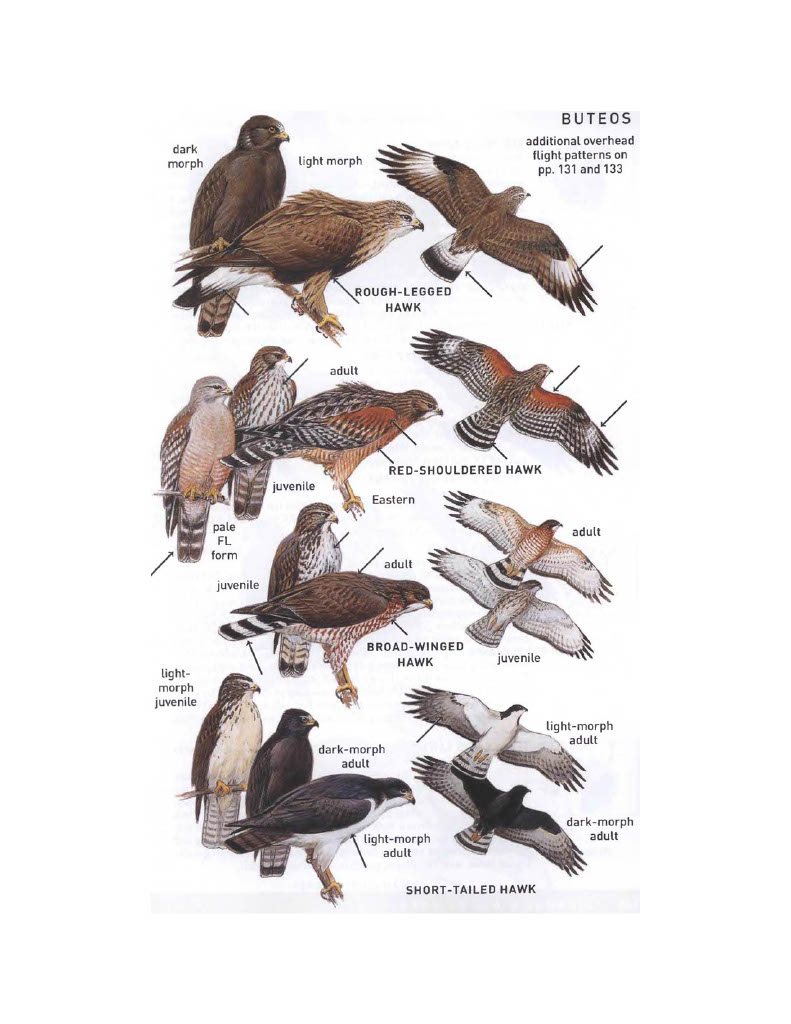 BUTEOS
additional overhead
flight patterns on
pp. 131 and 133
dark
morph
light morph
ROUGH-LEGGED
HAWK
adult
RED-SHOULDERED HAWK
juvenile
Eastern
pale
FL
form
adult
juvenile
adult
BROAD-WINGED
HAWK
juvenile
light-
morph
juvenile
light-morph
adult
dark-morph
adult
dark-morph
adult
light-morph
adult
SHORT-TAILED HAWK